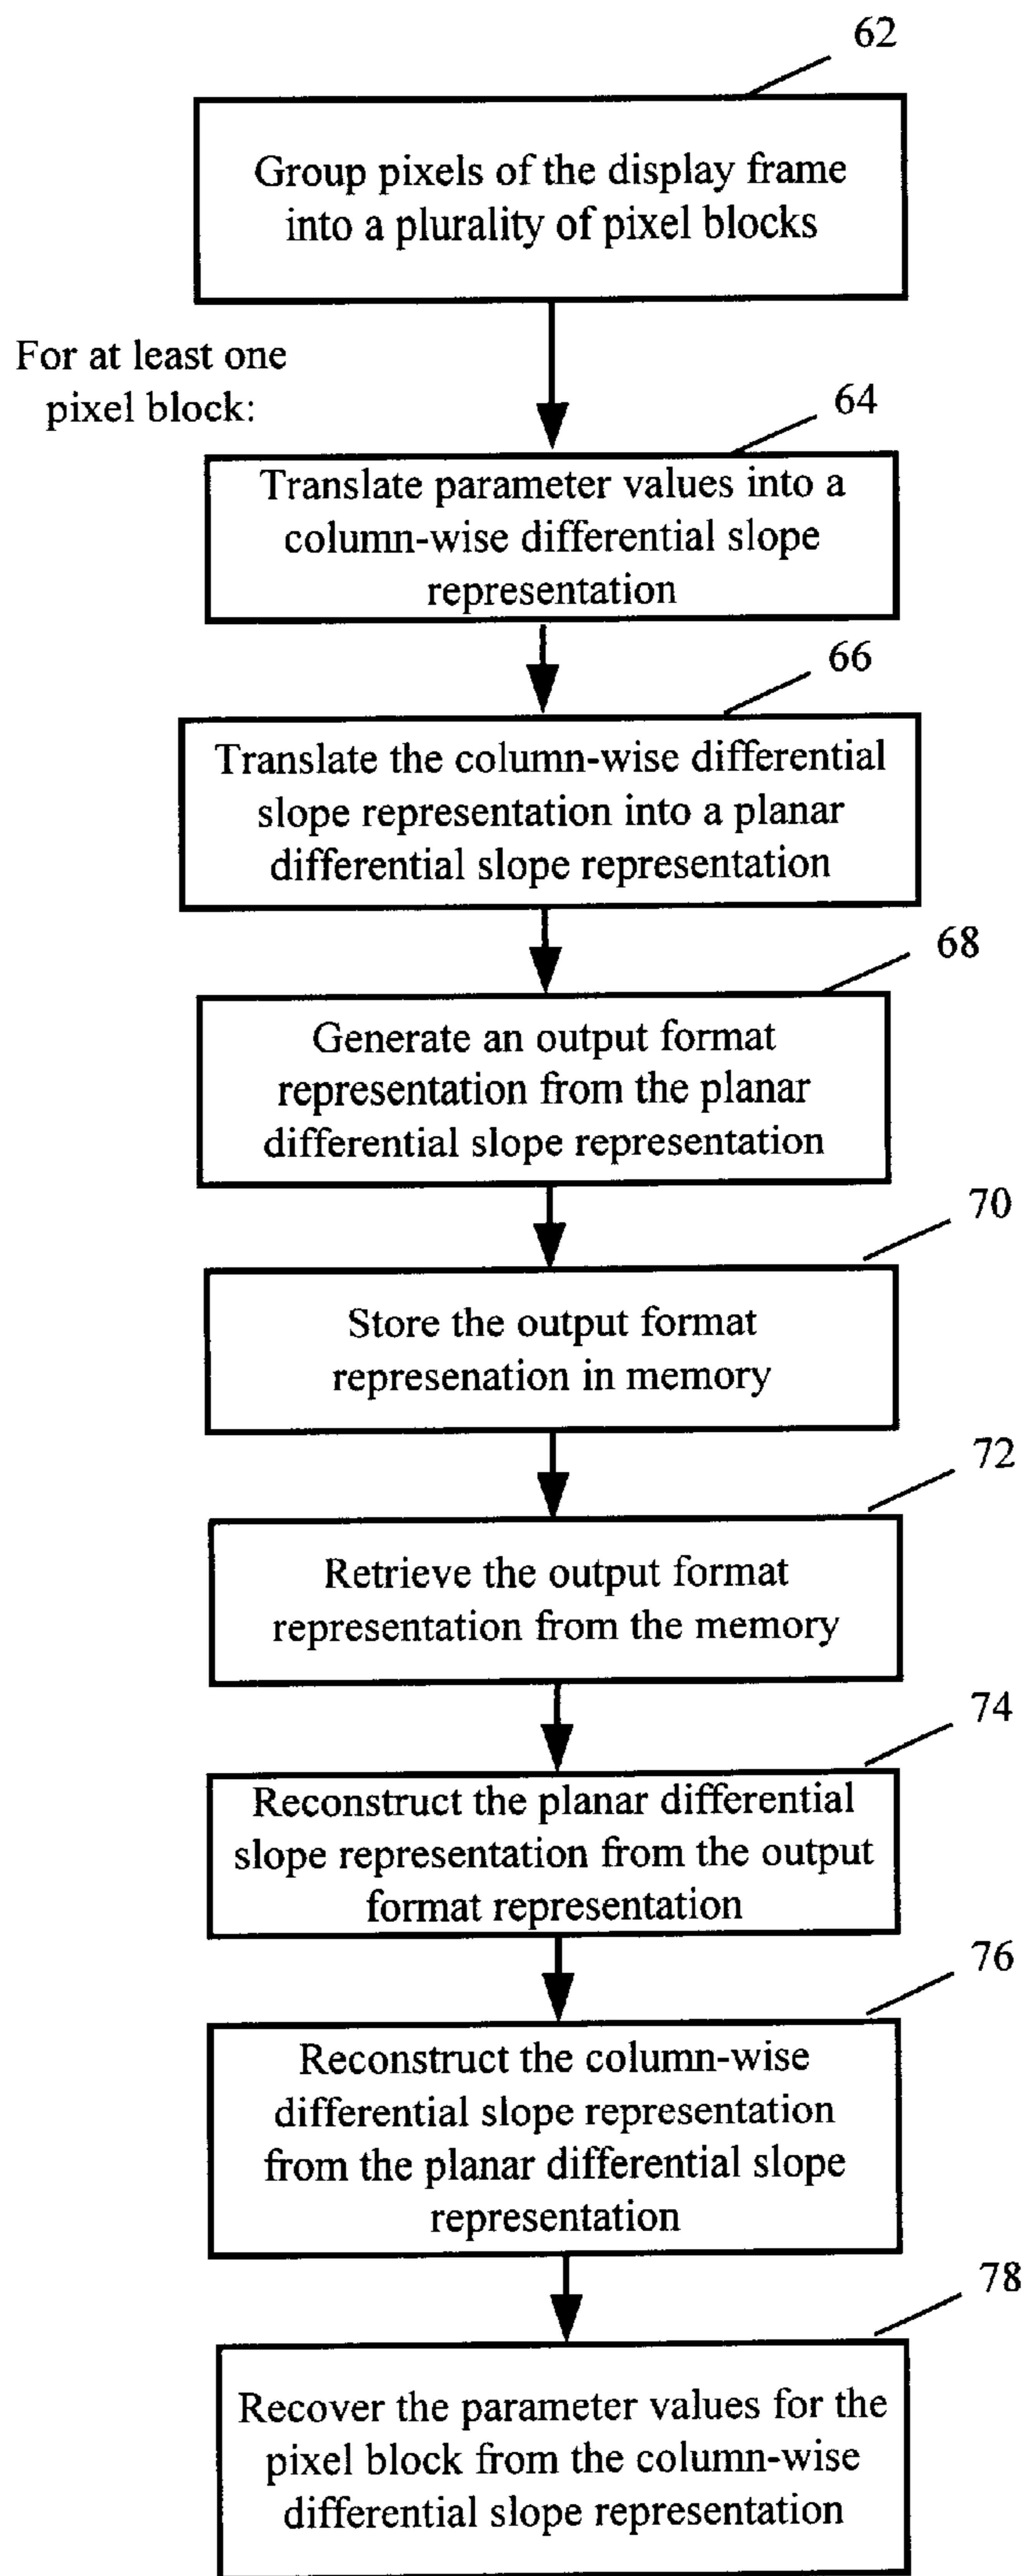 62
Group pixels of the display frame
into a plurality of pixel blocks
For at least one
pixel block:
64
Translate parameter values into a
column-wise differential slope
representation
66
Translate the column-wise differential
slope representation into a planar
differential slope representation
68
Generate an output format
representation from the planar
differential slope representation
70
Store the output format
represenation in memory
72
Retrieve the output format
representation from the memory
74
Reconstruct the planar differential
slope representation from the output
format representation
76
Reconstruct the column-wise
differential slope representation
from the planar differential slope
representation
78
Recover the parameter values for the
pixel block from the column-wise
differential slope representation